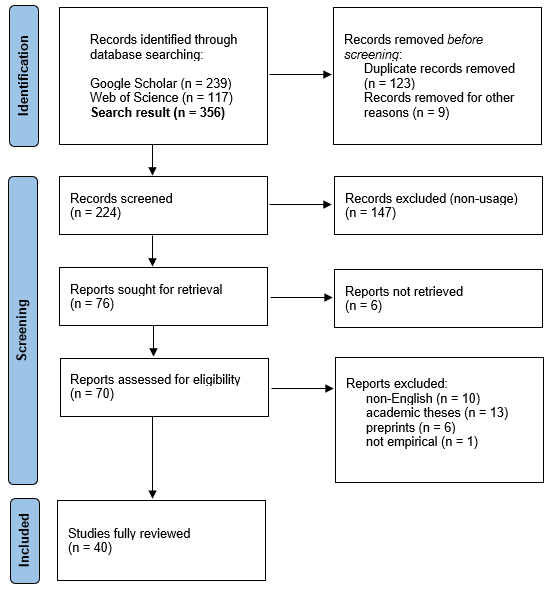 Identification
Records identified through
database searching:
Google Scholar (n = 239)
Web of Science (n = 117)
Search result (n = 356)
Records removed before
screening:
Duplicate records removed
(n = 123)
Records removed for other
reasons (n = 9)
Screening
Records screened
(n = 224)
Records excluded (non-usage)
(n = 147)
Reports sought for retrieval
(n = 76)
Reports not retrieved
(n = 6)
Reports assessed for eligibility
(n = 70)
Reports excluded:
non-English (n = 10)
academic theses (n = 13)
preprints (n = 6)
not empirical (n = 1)
Included
Studies fully reviewed
(n = 40)